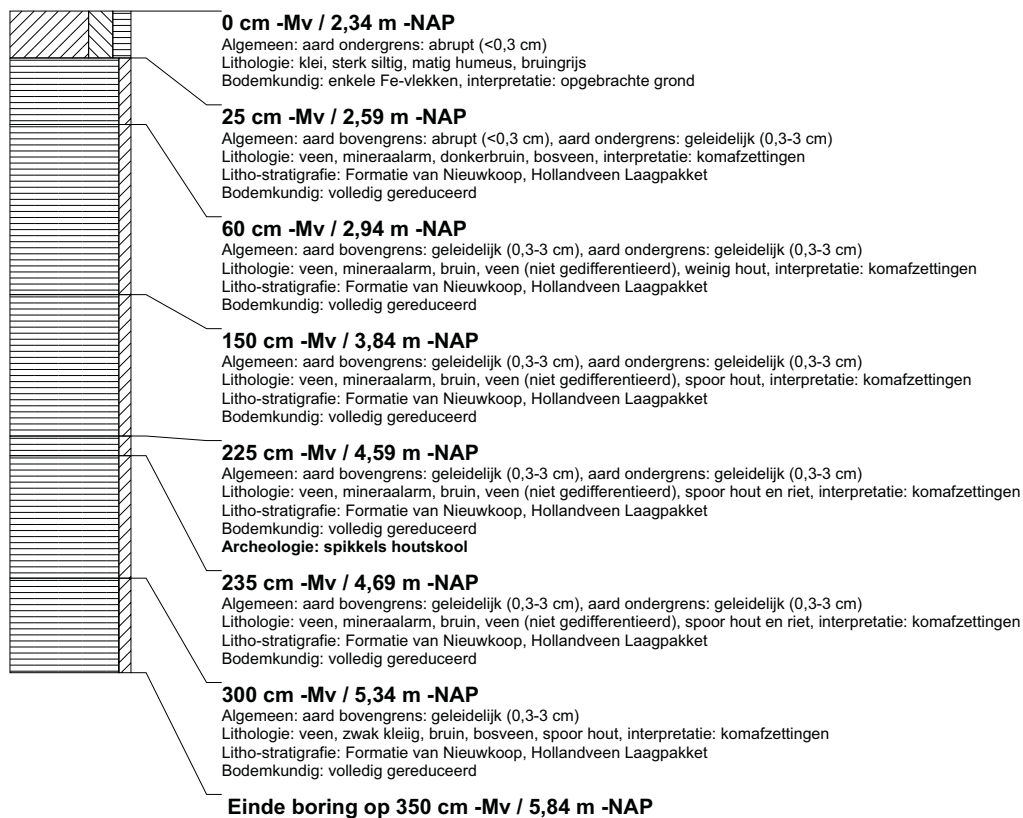 0 cm -Mv / 2,34 m -NAP
Algemeen: aard ondergrens: abrupt (<0,3 cm)
Lithologie: klei, sterk siltig, matig humeus, bruingrijs
Bodemkundig: enkele Fe-vlekken, interpretatie: opgebrachte grond
25 cm -Mv / 2,59 m -NAP
Algemeen: aard bovengrens: abrupt (<0,3 cm), aard ondergrens: geleidelijk (0,3-3 cm)
Lithologie: veen, mineraalarm, donkerbruin, bosveen, interpretatie: komafzettingen
Litho-stratigrafie: Formatie van Nieuwkoop, Hollandveen Laagpakket
Bodemkundig: volledig gereduceerd
60 cm -Mv / 2,94 m -NAP
Algemeen: aard bovengrens: geleidelijk (0,3-3 cm), aard ondergrens: geleidelijk (0,3-3 cm)
Lithologie: veen, mineraalarm, bruin, veen (niet gedifferentieerd), weinig hout, interpretatie: komafzettingen
Litho-stratigrafie: Formatie van Nieuwkoop, Hollandveen Laagpakket
Bodemkundig: volledig gereduceerd
150 cm -Mv / 3,84 m -NAP
Algemeen: aard bovengrens: geleidelijk (0,3-3 cm), aard ondergrens: geleidelijk (0,3-3 cm)
Lithologie: veen, mineraalarm, bruin, veen (niet gedifferentieerd), spoor hout, interpretatie: komafzettingen
Litho-stratigrafie: Formatie van Nieuwkoop, Hollandveen Laagpakket
Bodemkundig: volledig gereduceerd
225 cm -Mv / 4,59 m -NAP
Algemeen: aard bovengrens: geleidelijk (0,3-3 cm), aard ondergrens: geleidelijk (0,3-3 cm)
Lithologie: veen, mineraalarm, bruin, veen (niet gedifferentieerd), spoor hout en riet, interpretatie: komafzettingen
Litho-stratigrafie: Formatie van Nieuwkoop, Hollandveen Laagpakket
Bodemkundig: volledig gereduceerd
Archeologie: spikkels houtskool
235 cm -Mv / 4,69 m -NAP
Algemeen: aard bovengrens: geleidelijk (0,3-3 cm), aard ondergrens: geleidelijk (0,3-3 cm)
Lithologie: veen, mineraalarm, bruin, veen (niet gedifferentieerd), spoor hout en riet, interpretatie: komafzettingen
Litho-stratigrafie: Formatie van Nieuwkoop, Hollandveen Laagpakket
Bodemkundig: volledig gereduceerd
300 cm -Mv / 5,34 m -NAP
Algemeen: aard bovengrens: geleidelijk (0,3-3 cm)
Lithologie: veen, zwak kleiig, bruin, bosveen, spoor hout, interpretatie: komafzettingen
Litho-stratigrafie: Formatie van Nieuwkoop, Hollandveen Laagpakket
Bodemkundig: volledig gereduceerd
Einde boring op 350 cm -Mv / 5,84 m -NAP